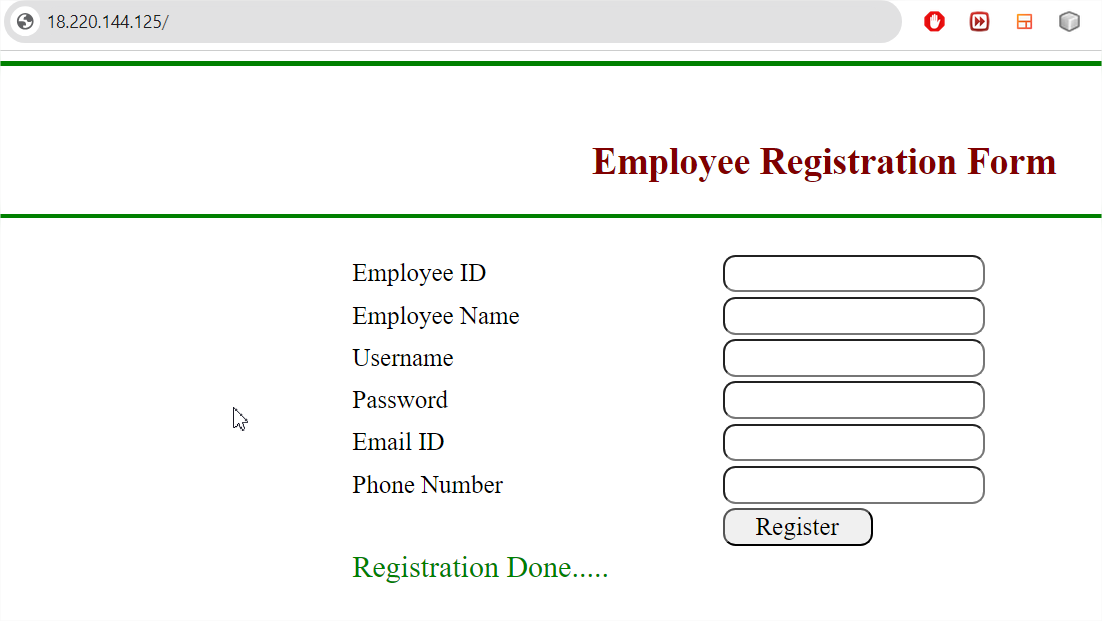 18.220.144.125/
Employee Registration Form
Employee ID
Employee Name
Username
Password
Email ID
Phone Number
Register
Registration Done.....